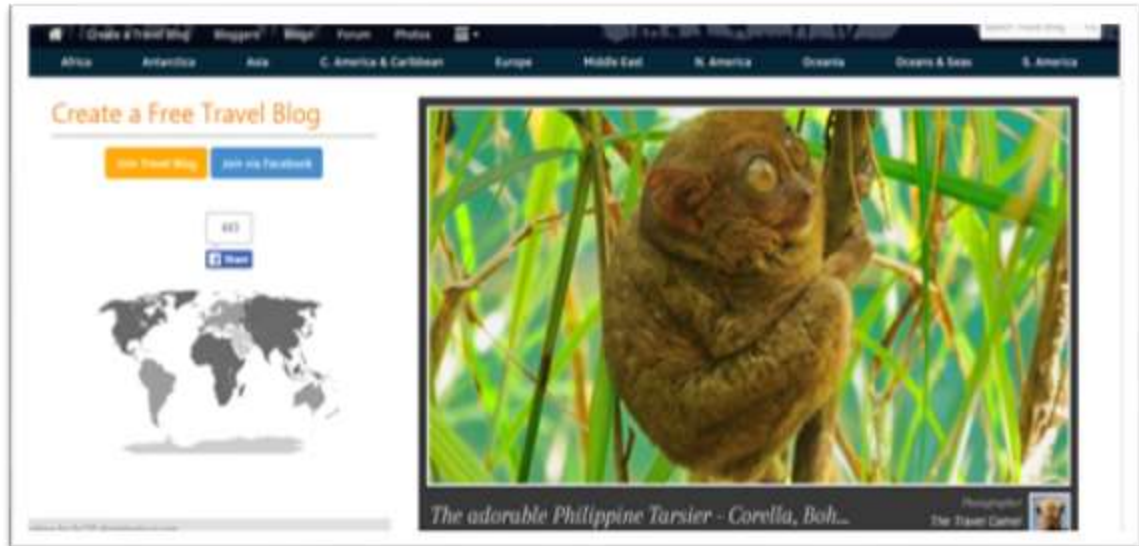 Create a Travel Blog Bloggers Blogs Forum Photos
Africa Antarctica Asia C. America & Caribbean Europe Middle East N. America Oceania Oceans & Seas S. America
Create a Free Travel Blog
Join Travel Blog Join via Facebook
443
Share
The adorable Philippine Tarsier - Corella, Boh...
Photographer
The Travel Camel